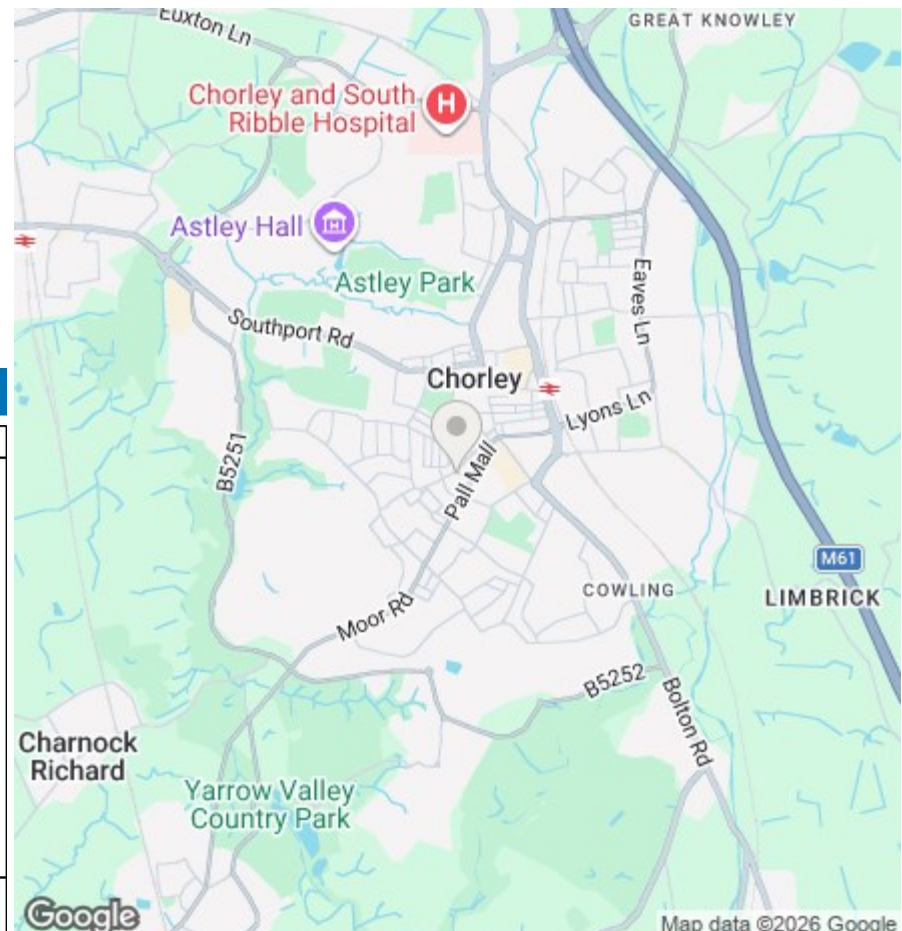 GREAT KNOWLEY
Euxton Ln
Chorley and South
Ribble Hospital
H
Astley Hall
Astley Park
Eaves Ln
Southport Rd
Chorley
Lyons Ln
B5251
Pall Mall
M61
COWLING
LIMBRICK
Moor Rd
B5252
Bolton Rd
Charnock
Richard
Yarrow Valley
Country Park
Google
Map data ©2026 Google